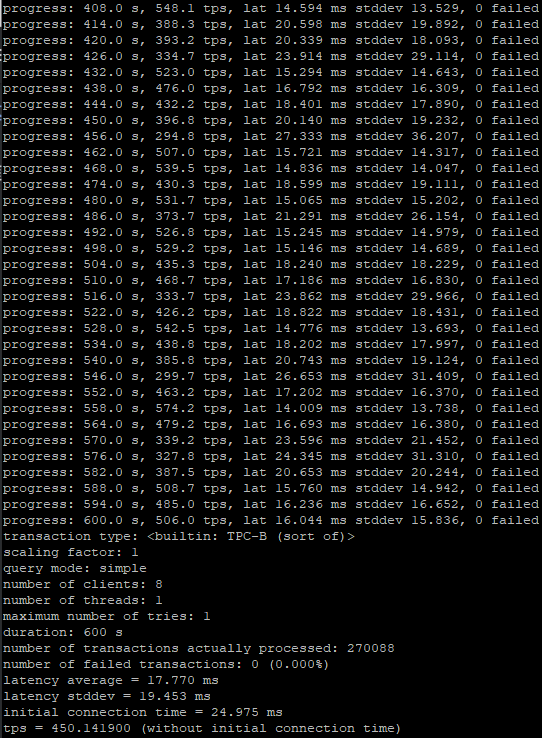 progress: 408.0 s, 548.1 tps, lat 14.594 ms stddev 13.529, 0 failed
progress: 414.0 s, 388.3 tps, lat 20.598 ms stddev 19.892, 0 failed
progress: 420.0 s, 393.2 tps, lat 20.339 ms stddev 18.093, 0 failed
progress: 426.0 s, 334.7 tps, lat 23.914 ms stddev 29.114, 0 failed
progress: 432.0 s, 523.0 tps, lat 15.294 ms stddev 14.643, 0 failed
progress: 438.0 s, 476.0 tps, lat 16.792 ms stddev 16.309, 0 failed
progress: 444.0 s, 432.2 tps, lat 18.401 ms stddev 17.890, 0 failed
progress: 450.0 s, 396.8 tps, lat 20.140 ms stddev 19.232, 0 failed
progress: 456.0 s, 294.8 tps, lat 27.333 ms stddev 36.207, 0 failed
progress: 462.0 s, 507.0 tps, lat 15.721 ms stddev 14.317, 0 failed
progress: 468.0 s, 539.5 tps, lat 14.836 ms stddev 14.047, 0 failed
progress: 474.0 s, 430.3 tps, lat 18.599 ms stddev 19.111, 0 failed
progress: 480.0 s, 531.7 tps, lat 15.065 ms stddev 15.202, 0 failed
progress: 486.0 s, 373.7 tps, lat 21.291 ms stddev 26.154, 0 failed
progress: 492.0 s, 526.8 tps, lat 15.245 ms stddev 14.979, 0 failed
progress: 498.0 s, 529.2 tps, lat 15.146 ms stddev 14.689, 0 failed
progress: 504.0 s, 435.3 tps, lat 18.240 ms stddev 18.229, 0 failed
progress: 510.0 s, 468.7 tps, lat 17.186 ms stddev 16.830, 0 failed
progress: 516.0 s, 333.7 tps, lat 23.862 ms stddev 29.966, 0 failed
progress: 522.0 s, 426.2 tps, lat 18.822 ms stddev 18.431, 0 failed
progress: 528.0 s, 542.5 tps, lat 14.776 ms stddev 13.693, 0 failed
progress: 534.0 s, 438.8 tps, lat 18.202 ms stddev 17.997, 0 failed
progress: 540.0 s, 385.8 tps, lat 20.743 ms stddev 19.124, 0 failed
progress: 546.0 s, 299.7 tps, lat 26.653 ms stddev 31.409, 0 failed
progress: 552.0 s, 463.2 tps, lat 17.202 ms stddev 16.370, 0 failed
progress: 558.0 s, 574.2 tps, lat 14.009 ms stddev 13.738, 0 failed
progress: 564.0 s, 479.2 tps, lat 16.693 ms stddev 16.380, 0 failed
progress: 570.0 s, 339.2 tps, lat 23.596 ms stddev 21.452, 0 failed
progress: 576.0 s, 327.8 tps, lat 24.345 ms stddev 31.310, 0 failed
progress: 582.0 s, 387.5 tps, lat 20.653 ms stddev 20.244, 0 failed
progress: 588.0 s, 508.7 tps, lat 15.760 ms stddev 14.942, 0 failed
progress: 594.0 s, 485.0 tps, lat 16.236 ms stddev 16.652, 0 failed
progress: 600.0 s, 506.0 tps, lat 16.044 ms stddev 15.836, 0 failed
transaction type: <builtin: TPC-B (sort of)>
scaling factor: 1
query mode: simple
number of clients: 8
number of threads: 1
maximum number of tries: 1
duration: 600 s
number of transactions actually processed: 270088
number of failed transactions: 0 (0.000%)
latency average = 17.770 ms
latency stddev = 19.453 ms
initial connection time = 24.975 ms
tps = 450.141900 (without initial connection time)